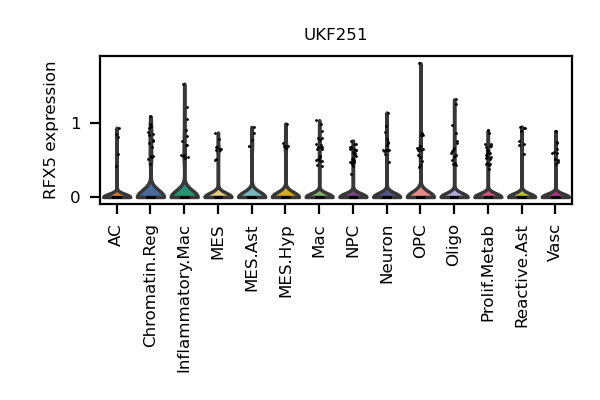 UKF251
RFX5 expression
1
0
AC
Chromatin.Reg
Inflammatory.Mac
MES
MES.Ast
MES.Hyp
Mac
NPC
Neuron
OPC
Oligo
Prolif.Metab
Reactive.Ast
Vasc